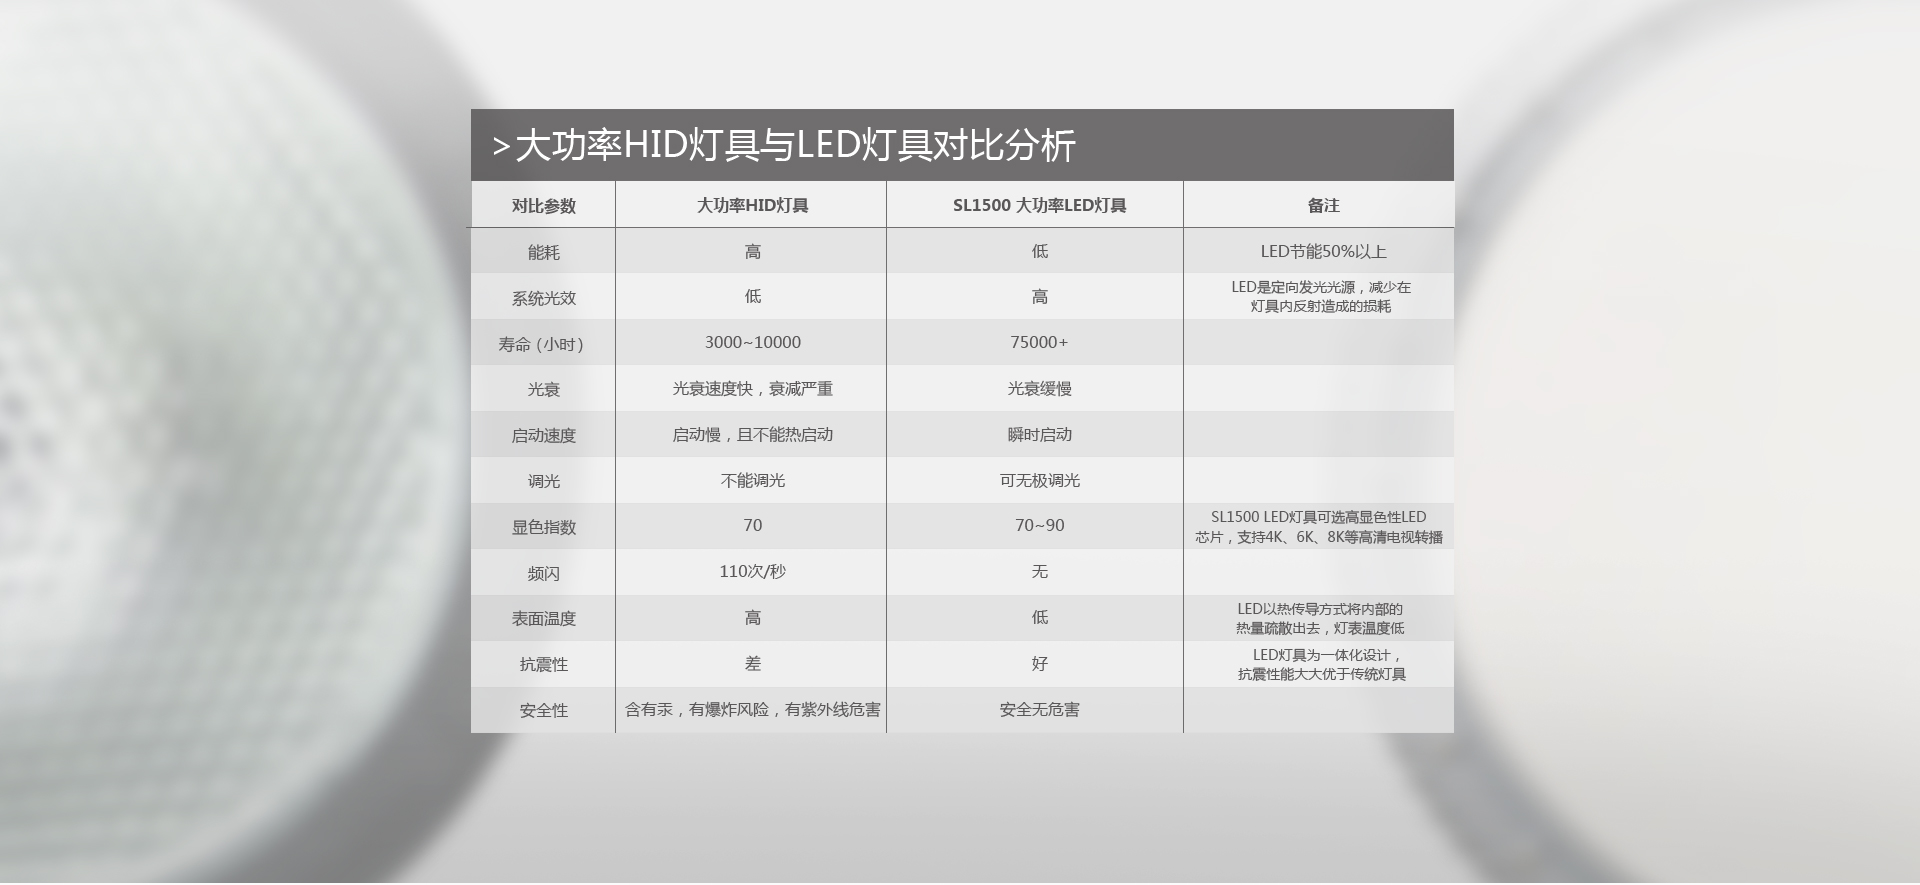 >大功率HID灯具与LED灯具对比分析
对比参数 大功率HID灯具 SL1500 大功率LED灯具 备注
能耗 高 低 LED节能50%以上
系统光效 低 高 LED是定向发光光源，减少在
灯具内反射造成的损耗
寿命（小时） 3000~10000 75000+
光衰 光衰速度快，衰减严重 光衰缓慢
启动速度 启动慢，且不能热启动 瞬时启动
调光 不能调光 可无极调光
显色指数 70 70~90 SL1500 LED灯具可选高显色性LED
芯片，支持4K、6K、8K等高清电视转播
频闪 110次/秒 无
表面温度 高 低 LED以热传导方式将内部的
热量疏散出去，灯表温度低
抗震性 差 好 LED灯具为一体化设计，
抗震性能大大优于传统灯具
安全性 含有汞，有爆炸风险，有紫外线危害 安全无危害